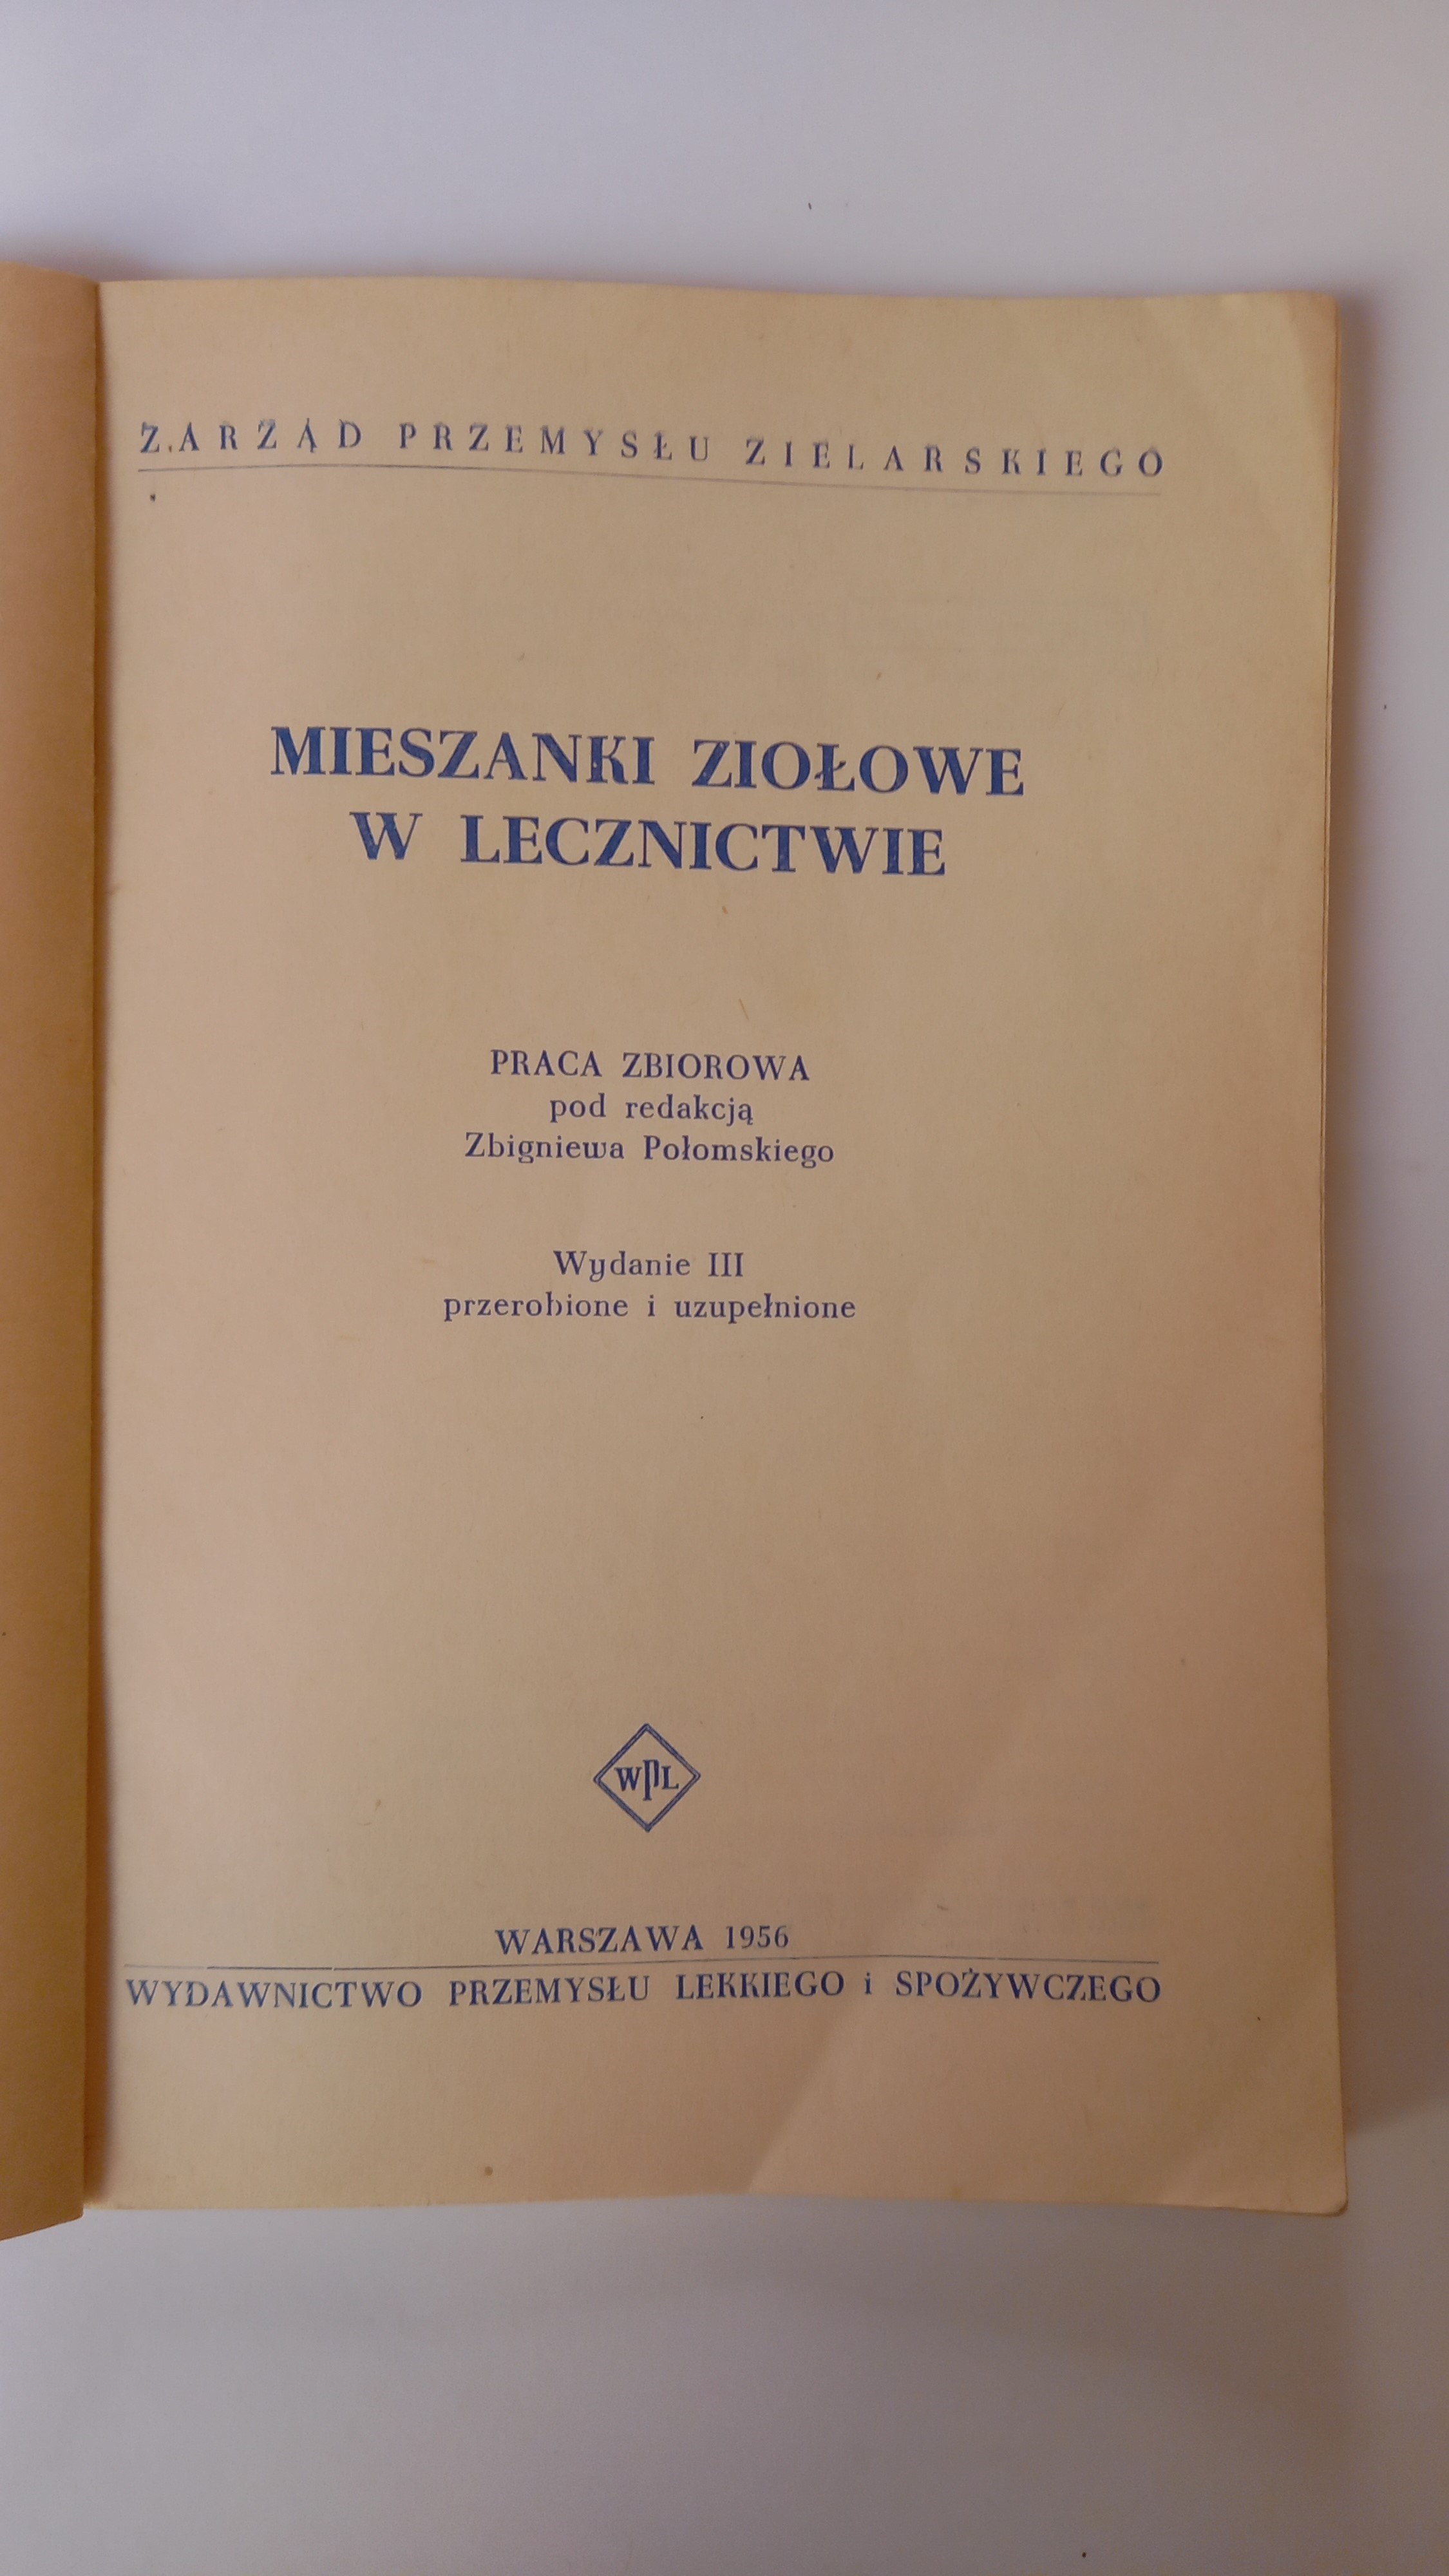 ZARZĄD PRZEMYSŁU ZIELARSKIEGO
MIESZANKI ZIOŁOWE
W LECZNICTWIE
PRACA ZBIOROWA
pod redakcją
Zbigniewa Połomskiego
Wydanie III
przerobione i uzupełnione
WPL
WARSZAWA 1956
WYDAWNICTWO PRZEMYSŁU LEKKIEGO i SPOŻYWCZEGO